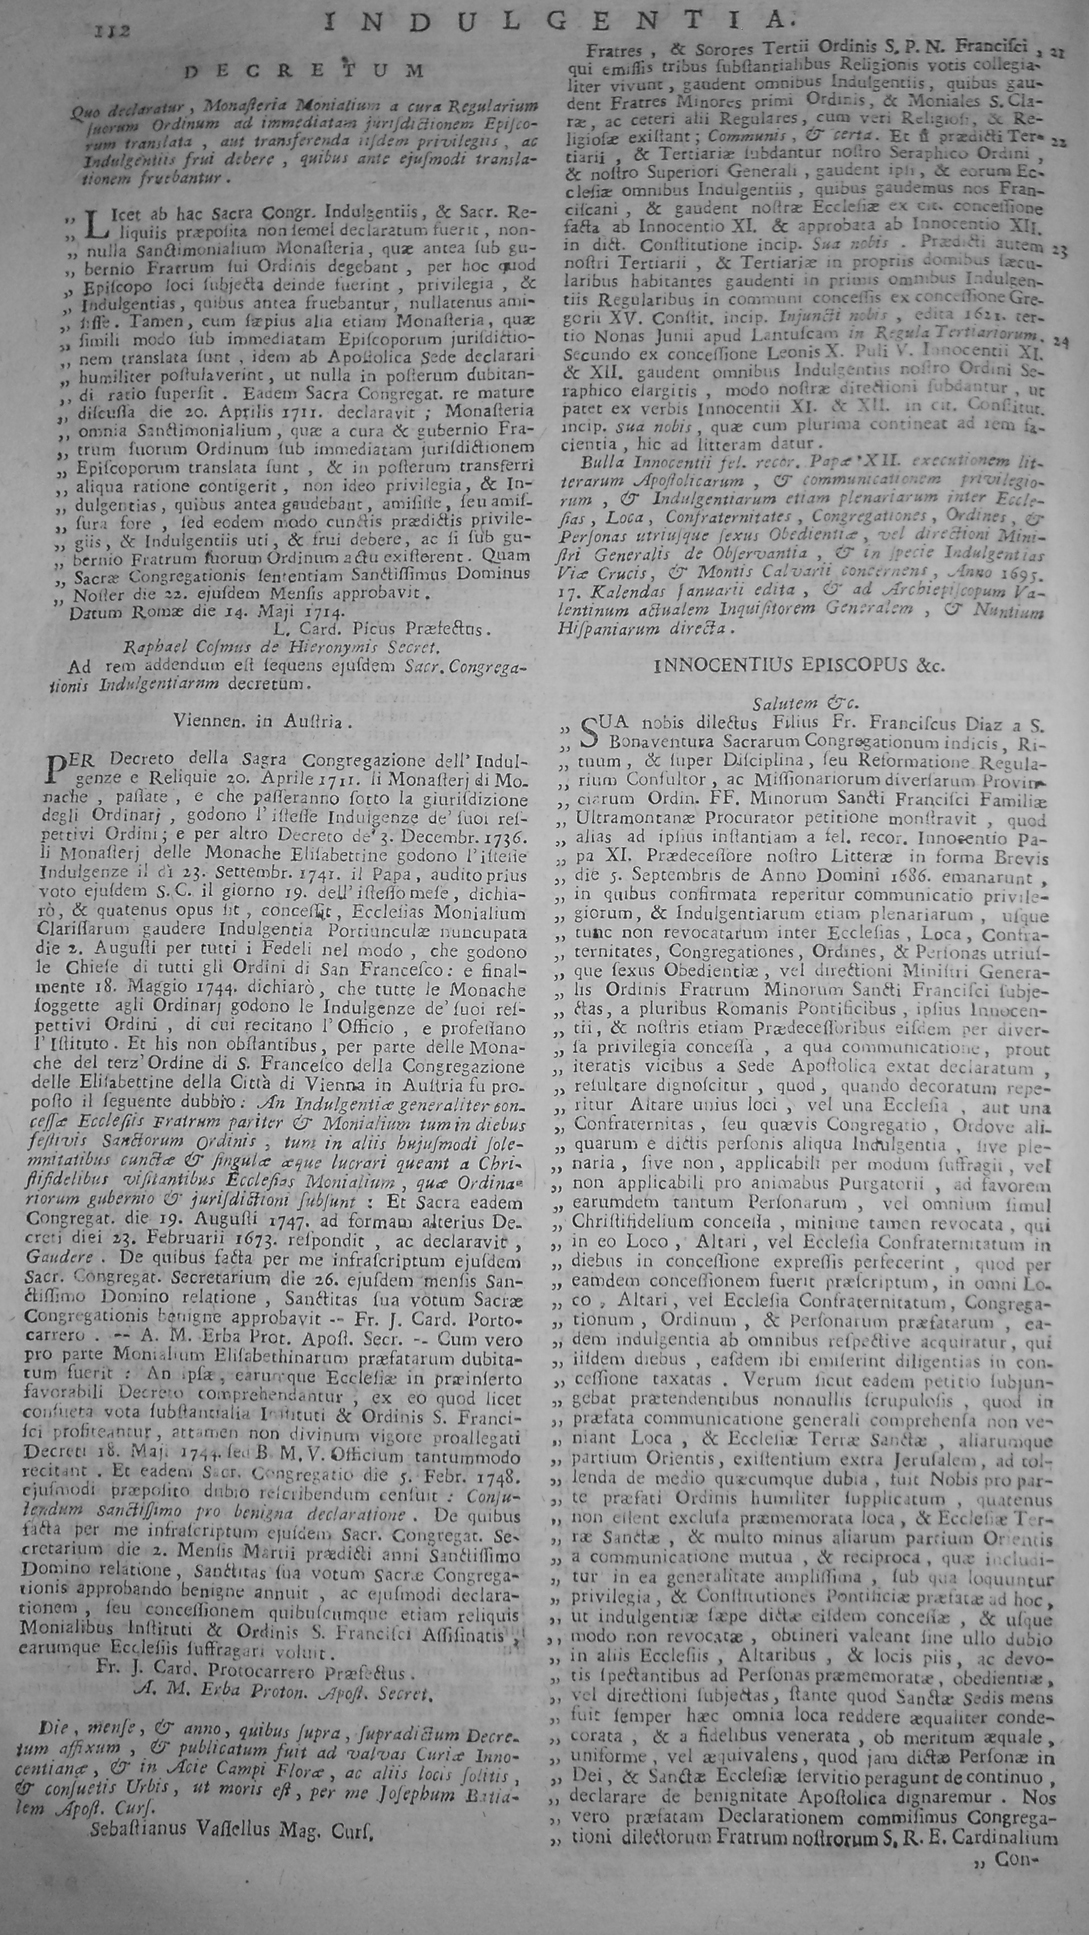 112
INDULGENTIA.
DECRETUM
Quo declaratur, Monasteria Monialium a cura Regularium
suorum Ordinum ad immediatam jurisdictionem Episco-
rum translata, aut transferenda iisdem privilegiis, ac
Indulgentiis frui debere, quibus ante ejusmodi transla-
tionem fruebantur.
„ LIcet ab hac Sacra Congr. Indulgentiis, & Sacr. Re-
„ liquiis præposita non semel declaratum fuerit, non-
„ nulla Sanctimonialium Monasteria, quæ antea sub gu-
„ bernio Fratrum sui Ordinis degebant, per hoc quod
„ Episcopo loci subjecta deinde fuerint, privilegia, &
„ Indulgentias, quibus antea fruebantur, nullatenus ami-
„ sisse. Tamen, cum sæpius alia etiam Monasteria, quæ
„ simili modo sub immediatam Episcoporum jurisdictio-
„ nem translata sunt, idem ab Apostolica Sede declarari
„ humiliter postulaverint, ut nulla in posterum dubitan-
„ di ratio supersit. Eadem Sacra Congregat. re mature
„ discussa die 20. Aprilis 1711. declaravit; Monasteria
„ omnia Sanctimonialium, quæ a cura & gubernio Fra-
„ trum suorum Ordinum sub immediatam jurisdictionem
„ Episcoporum translata sunt, & in posterum transferri
„ aliqua ratione contigerit, non ideo privilegia, & In-
„ dulgentias, quibus antea gaudebant, amisisse, seu amis-
„ sura fore, sed eodem modo cunctis prædictis privile-
„ giis, & Indulgentiis uti, & frui debere, ac si sub gu-
„ bernio Fratrum suorum Ordinum actu existerent. Quam
„ Sacræ Congregationis sententiam Sanctissimus Dominus
„ Noster die 22. ejusdem Mensis approbavit.
Datum Romæ die 14. Maji 1714.
L. Card. Picus Præfectus.
Raphael Cosmus de Hieronymis Secret.
Ad rem addendum est sequens ejusdem Sacr. Congrega-
tionis Indulgentiarum decretum.
Viennen. in Austria.
PER Decreto della Sagra Congregazione dell' Indul-
genze e Reliquie 20. Aprile 1711. li Monasterj di Mo-
nache, passate, e che passeranno sotto la giurisdizione
degli Ordinarj, godono l'istesse Indulgenze de' suoi res-
pettivi Ordini; e per altro Decreto de' 3. Decembr. 1736.
li Monasterj delle Monache Elisabettine godono l'istesse
Indulgenze il di 23. Settembr. 1741. il Papa, audito prius
voto ejusdem S. C. il giorno 19. dell' istesso mese, dichia-
rò, & quatenus opus sit, concessit, Ecclesias Monialium
Clarissarum gaudere Indulgentia Portiunculæ nuncupata
die 2. Augusti per tutti i Fedeli nel modo, che godono
le Chiese di tutti gli Ordini di San Francesco: e final-
mente 18. Maggio 1744. dichiarò, che tutte le Monache
soggette agli Ordinarj godono le Indulgenze de' suoi res-
pettivi Ordini, di cui recitano l'Officio, e professano
l'Istituto. Et his non obstantibus, per parte delle Mona-
che del terz'Ordine di S. Francesco della Congregazione
delle Elisabettine della Città di Vienna in Austria fu pro-
posto il seguente dubbio: An Indulgentiæ generaliter con-
cessæ Ecclesiis Fratrum pariter & Monialium tum in diebus
festivis Sanctorum Ordinis, tum in aliis hujusmodi sole-
mnitatibus cunctæ & singulæ æque lucrari queant a Chri-
stifidelibus visitantibus Ecclesias Monialium, quæ Ordina-
riorum gubernio & jurisdictioni subsunt: Et Sacra eadem
Congregat. die 19. Augusti 1747. ad formam alterius De-
creti diei 23. Februarii 1673. respondit, ac declaravit,
Gaudere. De quibus facta per me infrascriptum ejusdem
Sacr. Congregat. Secretarium die 26. ejusdem mensis San-
ctissimo Domino relatione, Sanctitas sua votum Sacræ
Congregationis benigne approbavit -- Fr. J. Card. Porto-
carrero. -- A. M. Erba Prot. Apost. Secr. -- Cum vero
pro parte Monialium Elisabethinarum præfatarum dubita-
tum fuerit: An ipsæ, earumque Ecclesiæ in præinserto
favorabili Decreto comprehendantur, ex eo quod licet
consueta vota substantialia Instituti & Ordinis S. Franci-
sci profiteantur, attamen non divinum vigore proallegati
Decreti 18. Maji 1744. sed B. M. V. Officium tantummodo
recitant. Et eadem Sacr. Congregatio die 5. Febr. 1748.
ejusmodi præposito dubio rescribendum censuit: Consu-
lendum sanctissimo pro benigna declaratione. De quibus
facta per me infrascriptum ejusdem Sacr. Congregat. Se-
cretarium die 2. Mensis Martii prædicti anni Sanctissimo
Domino relatione, Sanctitas sua votum Sacræ Congrega-
tionis approbando benigne annuit, ac ejusmodi declara-
tionem, seu concessionem quibuscumque etiam reliquis
Monialibus Instituti & Ordinis S. Francisci Assisinatis,
earumque Ecclesiis suffragari voluit.
Fr. J. Card. Protocarrero Præfectus.
A. M. Erba Proton. Apost. Secret.
Die, mense, & anno, quibus supra, supradictum Decre-
tum affixum, & publicatum fuit ad valvas Curiæ Inno-
centianæ, & in Acie Campi Floræ, ac aliis locis solitis,
& consuetis Urbis, ut moris est, per me Josephum Batid-
lem Apost. Curs.
Sebastianus Vasellus Mag. Curs.
Fratres, & Sorores Tertii Ordinis S. P. N. Francisci, 21
qui emissis tribus substantialibus Religionis votis collegia-
liter vivunt, gaudent omnibus Indulgentiis, quibus gau-
dent Fratres Minores primi Ordinis, & Moniales S. Cla-
ræ, ac ceteri alii Regulares, cum veri Religiosi, & Re-
ligiosæ existant; Communis, & certa. Et si prædicti Ter- 22
tiarii, & Tertiariæ subdantur nostro Seraphico Ordini,
& nostro Superiori Generali, gaudent ipsi, & eorum Ec-
clesiæ omnibus Indulgentiis, quibus gaudemus nos Fran-
ciscani, & gaudent nostræ Ecclesiæ ex cit. concessione
facta ab Innocentio XI. & approbata ab Innocentio XII.
in dict. Constitutione incip. Sua nobis. Prædicti autem 23
nostri Tertiarii, & Tertiariæ in propriis domibus sæcu-
laribus habitantes gaudenti in primis omnibus Indulgen-
tiis Regularibus in communi concessis ex concessione Gre-
gorii XV. Constit. incip. Injuncti nobis, edita 1621. ter-
tio Nonas Junii apud Lantuscam in Regula Tertiariorum. 24
Secundo ex concessione Leonis X. Puli V. Innocentii XI.
& XII. gaudent omnibus Indulgentiis nostro Ordini Se-
raphico elargitis, modo nostræ directioni subdantur, ut
patet ex verbis Innocentii XI. & XII. in cit. Constitut.
incip. sua nobis, quæ cum plurima contineat ad rem fa-
cientia, hic ad litteram datur.
Bulla Innocentii fel. recor. Papæ XII. executionem lit-
terarum Apostolicarum, & communicationem privilegio-
rum, & Indulgentiarum etiam plenariarum inter Eccle-
sias, Loca, Confraternitates, Congregationes, Ordines, &
Personas utriusque sexus Obedientiæ, vel directioni Mini-
stri Generalis de Observantia, & in specie Indulgentias
Viæ Crucis, & Montis Calvarii concernens, Anno 1695.
17. Kalendas Januarii edita, & ad Archiepiscopum Va-
lentinum actualem Inquisitorem Generalem, & Nuntium
Hispaniarum directa.
INNOCENTIUS EPISCOPUS &c.
Salutem &c.
„ SUA nobis dilectus Filius Fr. Franciscus Diaz a S.
„ Bonaventura Sacrarum Congregationum indicis, Ri-
„ tuum, & super Disciplina, seu Reformatione Regula-
„ rium Consultor, ac Missionariorum diversarum Provin-
„ ciarum Ordin. FF. Minorum Sancti Francisci Familiæ
„ Ultramontanæ Procurator petitione monstravit, quod
„ alias ad ipsius instantiam a fel. recor. Innocentio Pa-
„ pa XI. Prædecessore nostro Litteræ in forma Brevis
„ die 5. Septembris de Anno Domini 1686. emanarunt,
„ in quibus confirmata reperitur communicatio privile-
„ giorum, & Indulgentiarum etiam plenariarum, usque
„ tunc non revocatarum inter Ecclesias, Loca, Confra-
„ ternitates, Congregationes, Ordines, & Personas utrius-
„ que sexus Obedientiæ, vel directioni Ministri Genera-
„ lis Ordinis Fratrum Minorum Sancti Francisci subje-
„ ctas, a pluribus Romanis Pontificibus, ipsius Innocen-
„ tii, & nostris etiam Prædecessoribus eisdem per diver-
„ sa privilegia concessa, a qua communicatione, prout
„ iteratis vicibus a Sede Apostolica extat declaratum,
„ resultare dignoscitur, quod, quando decoratum repe-
„ ritur Altare unius loci, vel una Ecclesia, aut una
„ Confraternitas, seu quævis Congregatio, Ordove ali-
„ quarum e dictis personis aliqua Indulgentia, sive ple-
„ naria, sive non, applicabili per modum suffragii, vel
„ non applicabili pro animabus Purgatorii, ad favorem
„ earumdem tantum Personarum, vel omnium simul
„ Christifidelium concessa, minime tamen revocata, qui
„ in eo Loco, Altari, vel Ecclesia Confraternitatum in
„ diebus in concessione expressis perfecerint, quod per
„ eamdem concessionem fuerit præscriptum, in omni Lo-
„ co, Altari, vel Ecclesia Confraternitatum, Congrega-
„ tionum, Ordinum, & Personarum præfatarum, ea-
„ dem indulgentia ab omnibus respective acquiratur, qui
„ iisdem diebus, easdem ibi emiserint diligentias in con-
„ cessione taxatas. Verum sicut eadem petitio subjun-
„ gebat prætendentibus nonnullis scrupulosis, quod in
„ præfata communicatione generali comprehensa non ve-
„ niant Loca, & Ecclesiæ Terræ Sanctæ, aliarumque
„ partium Orientis, existentium extra Jerusalem, ad tol-
„ lenda de medio quæcumque dubia, fuit Nobis pro par-
„ te præfati Ordinis humiliter supplicatum, quatenus
„ non essent exclusa præmemorata loca, & Ecclesiæ Ter-
„ ræ Sanctæ, & multo minus aliarum partium Orientis
„ a communicatione mutua, & reciproca, quæ includi-
„ tur in ea generalitate amplissima, sub qua loquuntur
„ privilegia, & Constitutiones Pontificiæ præfatæ ad hoc,
„ ut indulgentiæ sæpe dictæ eisdem concessæ, & usque
„ modo non revocatæ, obtineri valeant sine ullo dubio
„ in aliis Ecclesiis, Altaribus, & locis piis, ac devo-
„ tis spectantibus ad Personas præmemoratæ, obedientiæ,
„ vel directioni subjectas, stante quod Sanctæ Sedis mens
„ fuit semper hæc omnia loca reddere æqualiter conde-
„ corata, & a fidelibus venerata, ob meritum æquale,
„ uniforme, vel æquivalens, quod jam dictæ Personæ in
„ Dei, & Sanctæ Ecclesiæ servitio peragunt de continuo,
„ declarare de benignitate Apostolica dignaremur. Nos
„ vero præfatam Declarationem commisimus Congrega-
„ tioni dilectorum Fratrum nostrorum S. R. E. Cardinalium
„ Con-